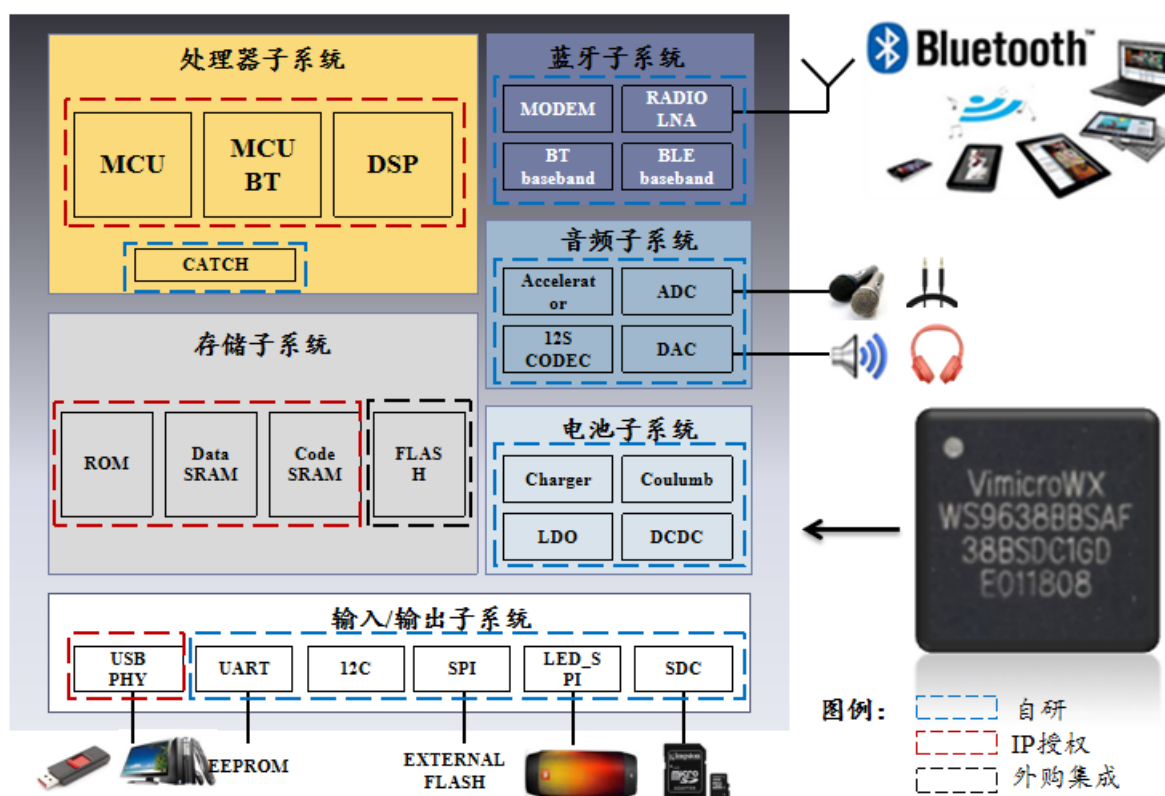 处理器子系统
MCU
MCU
BT
DSP
CATCH
蓝牙子系统
MODEM
RADIO
LNA
BT
baseband
BLE
baseband
Bluetooth™
音频子系统
Accelerat
or
ADC
12S
CODEC
DAC
存储子系统
ROM
Data
SRAM
Code
SRAM
FLAS
H
电池子系统
Charger
Coulumb
LDO
DCDC
VimicroWX
WS9638BBSAF
38BSDC1GD
E011808
输入/输出子系统
USB
PHY
UART
12C
SPI
LED_S
PI
SDC
EEPROM
EXTERNAL
FLASH
图例：
自研
IP授权
外购集成